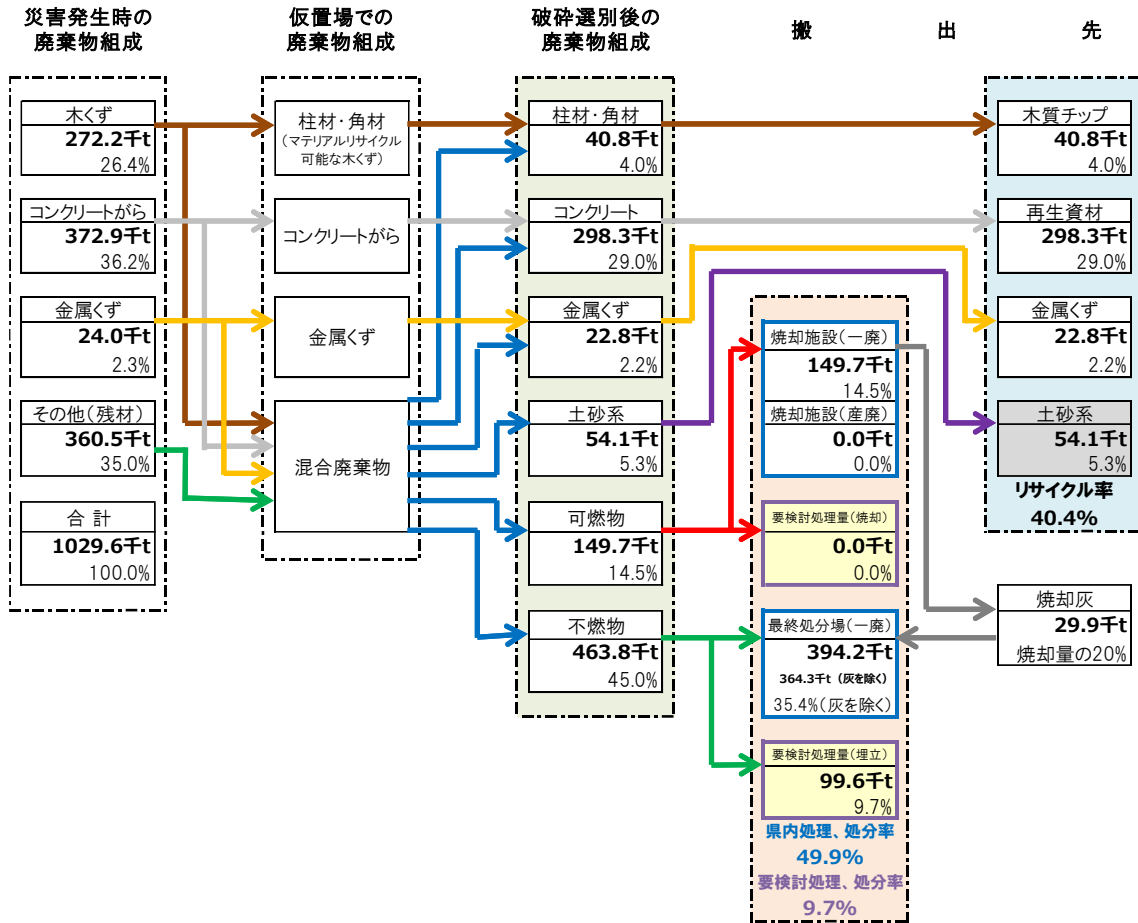 災害発生時の
廃棄物組成
仮置場での
廃棄物組成
破砕選別後の
廃棄物組成
搬出先
木くず
272.2千t
26.4%
コンクリートがら
372.9千t
36.2%
金属くず
24.0千t
2.3%
その他(残材)
360.5千t
35.0%
合計
1029.6千t
100.0%
柱材・角材
(マテリアルリサイクル
可能な木くず)
コンクリートがら
金属くず
混合廃棄物
柱材・角材
40.8千t
4.0%
コンクリート
298.3千t
29.0%
金属くず
22.8千t
2.2%
土砂系
54.1千t
5.3%
可燃物
149.7千t
14.5%
不燃物
463.8千t
45.0%
焼却施設(一廃)
149.7千t
14.5%
焼却施設(産廃)
0.0千t
0.0%
要検討処理量(焼却)
0.0千t
0.0%
最終処分場(一廃)
394.2千t
364.3千t (灰を除く)
35.4%(灰を除く)
要検討処理量(埋立)
99.6千t
9.7%
県内処理、処分率
49.9%
要検討処理、処分率
9.7%
木質チップ
40.8千t
4.0%
再生資材
298.3千t
29.0%
金属くず
22.8千t
2.2%
土砂系
54.1千t
5.3%
リサイクル率
40.4%
焼却灰
29.9千t
焼却量の20%